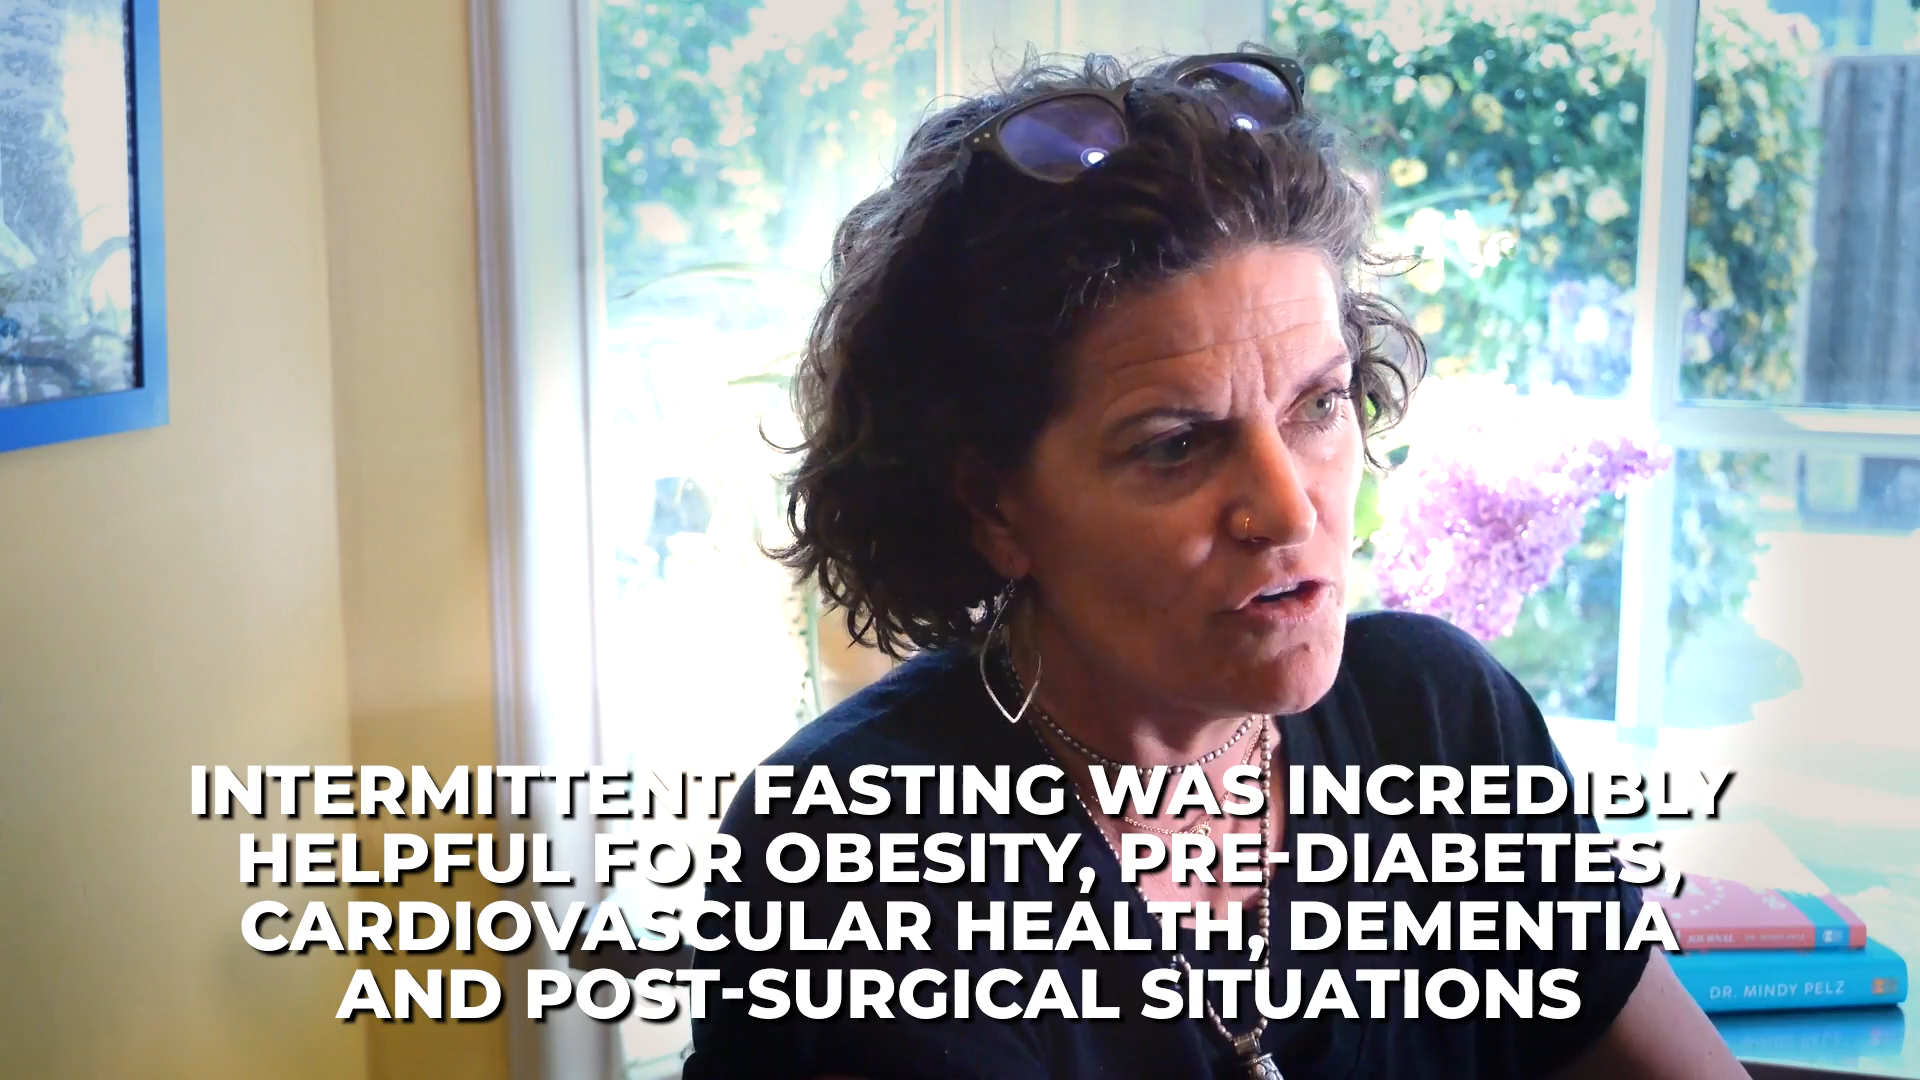 INTERMITTENT FASTING WAS INCREDIBLY
HELPFUL FOR OBESITY, PRE-DIABETES,
CARDIOVASCULAR HEALTH, DEMENTIA
AND POST-SURGICAL SITUATIONS
JOURNAL
DR. MINDY PELZ